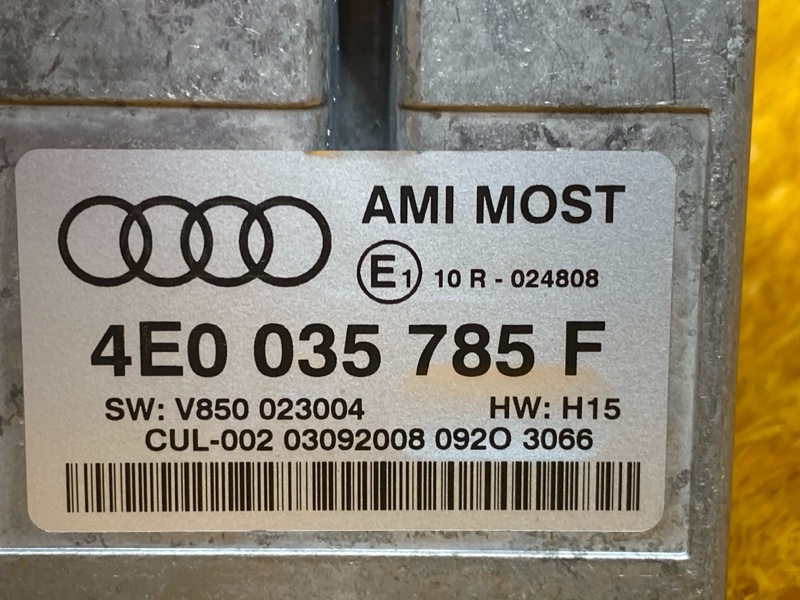 AMI MOST
E1 10 R - 024808
4E0 035 785 F
SW: V850 023004 HW: H15
CUL-002 03092008 092O 3066